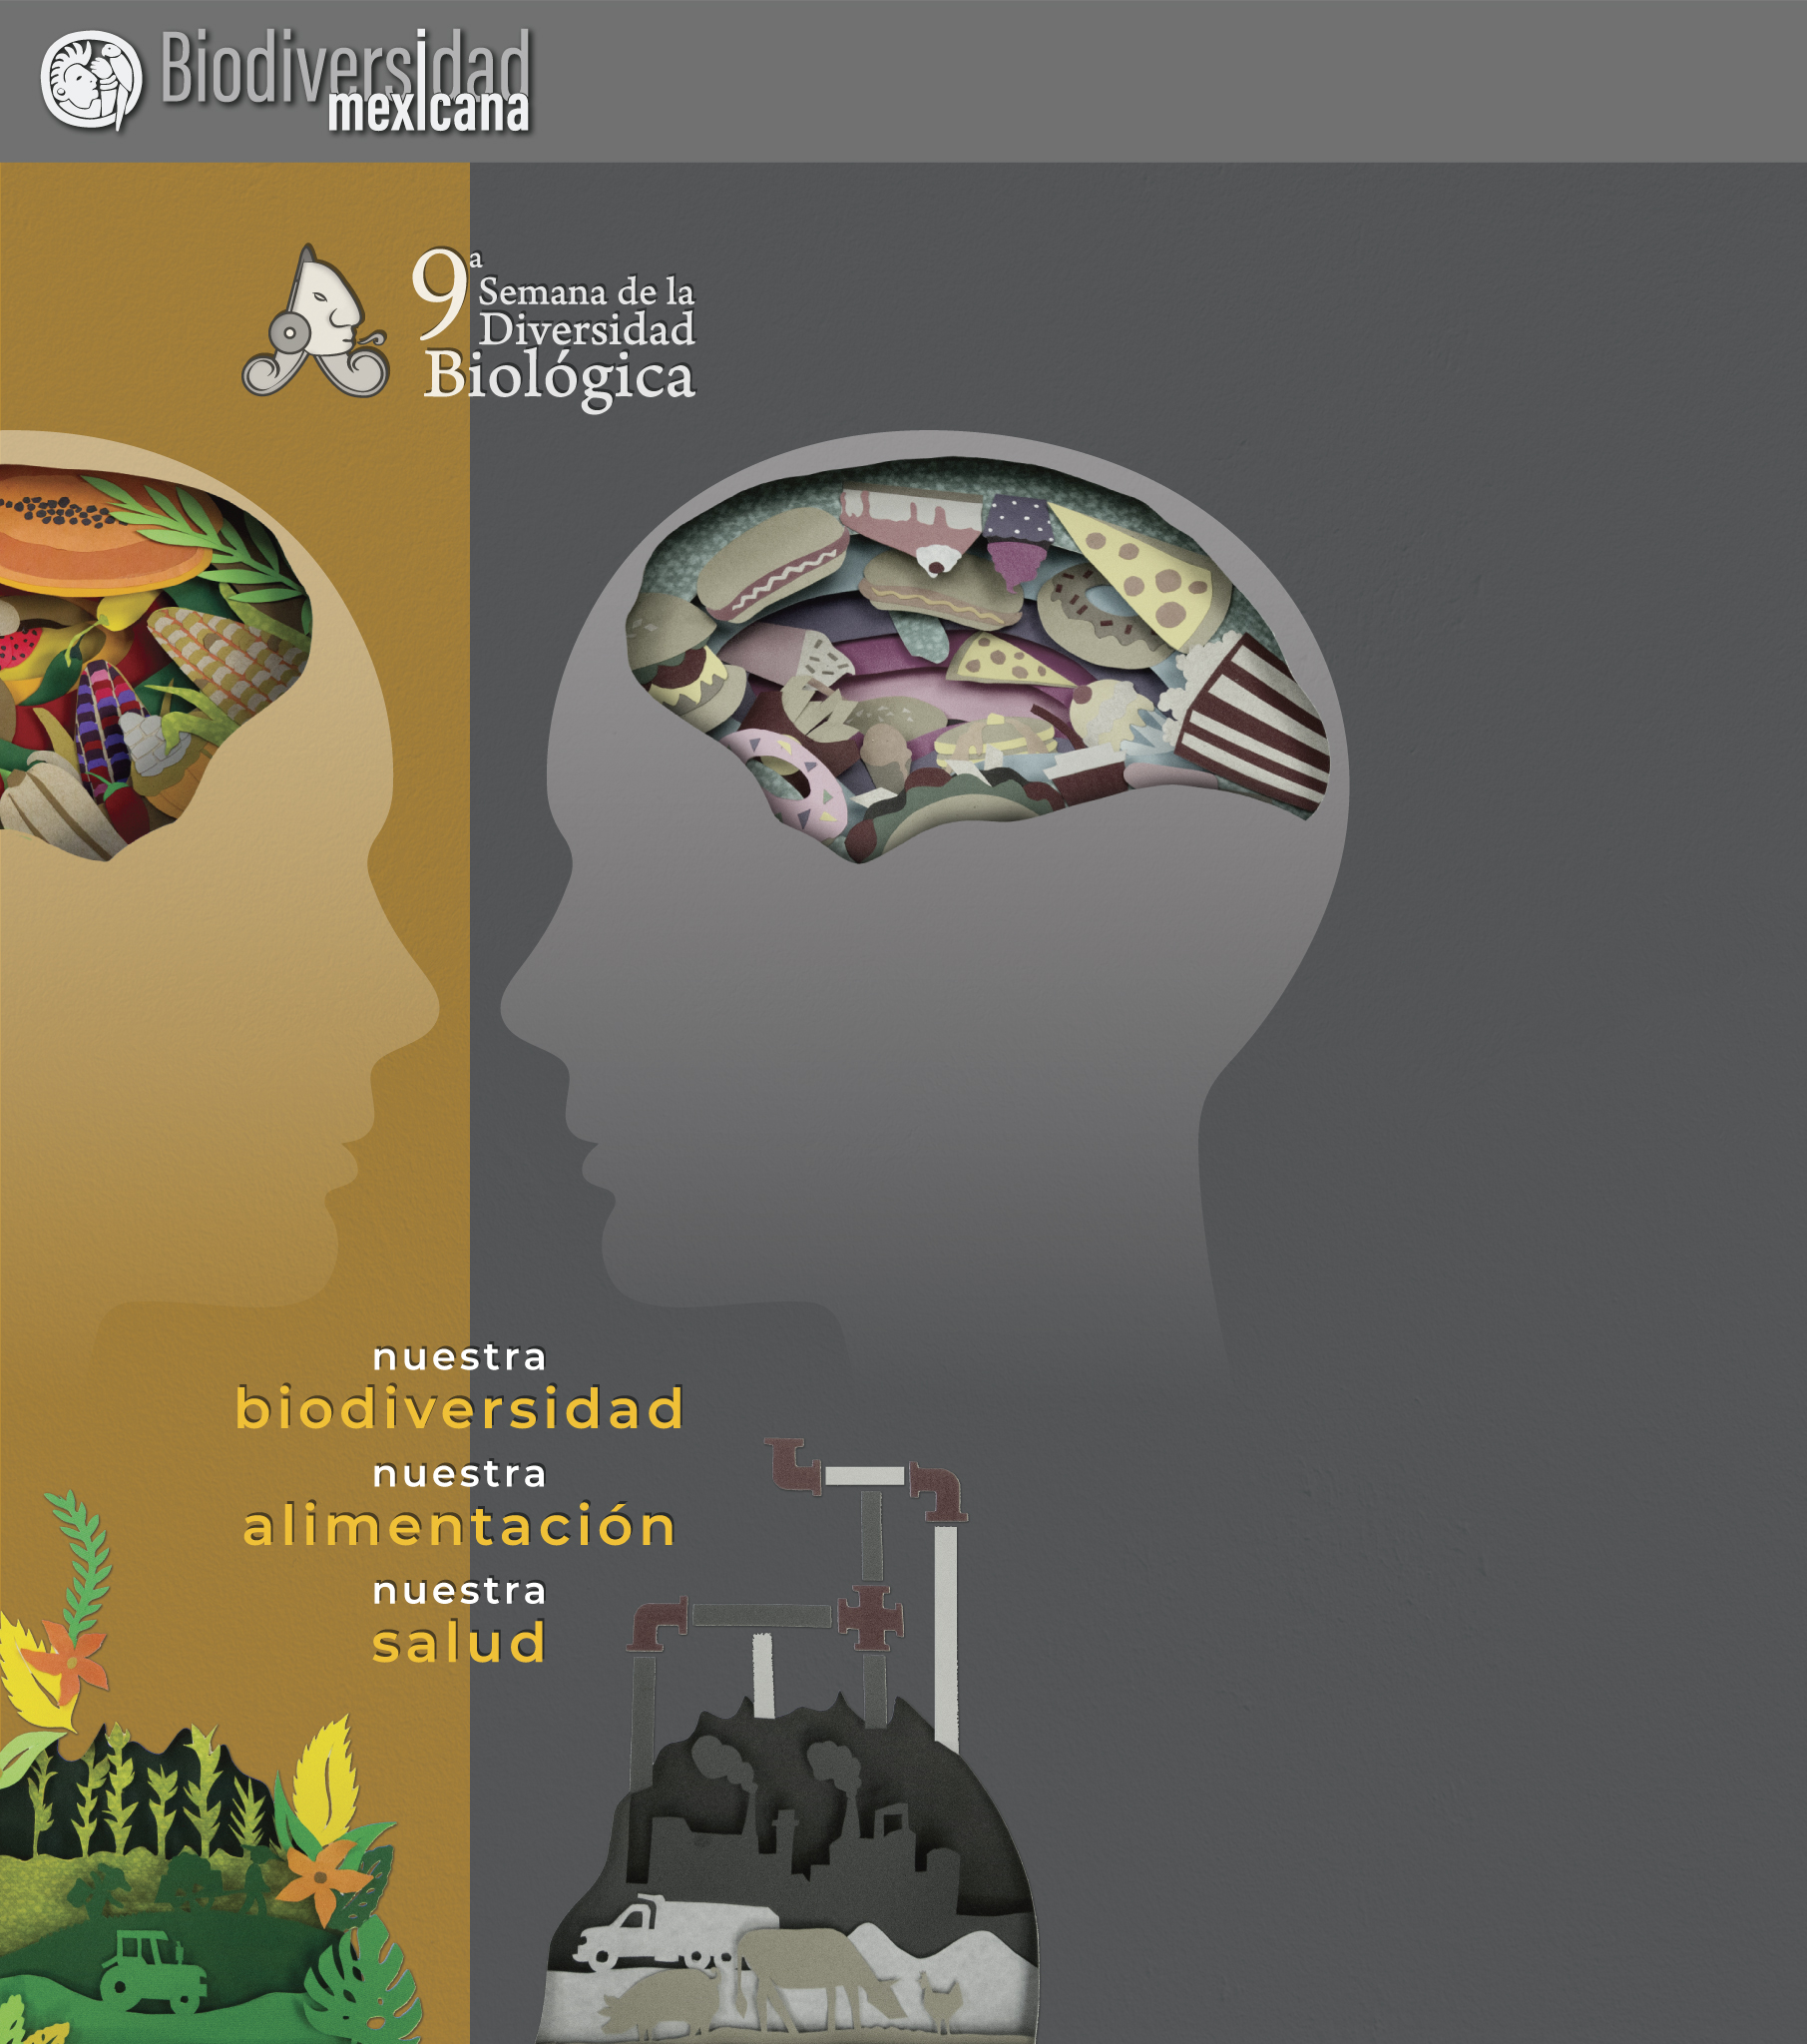 Biodiversidad
mexicana
9ª
Semana de la
Diversidad
Biológica
nuestra
biodiversidad
nuestra
alimentación
nuestra
salud